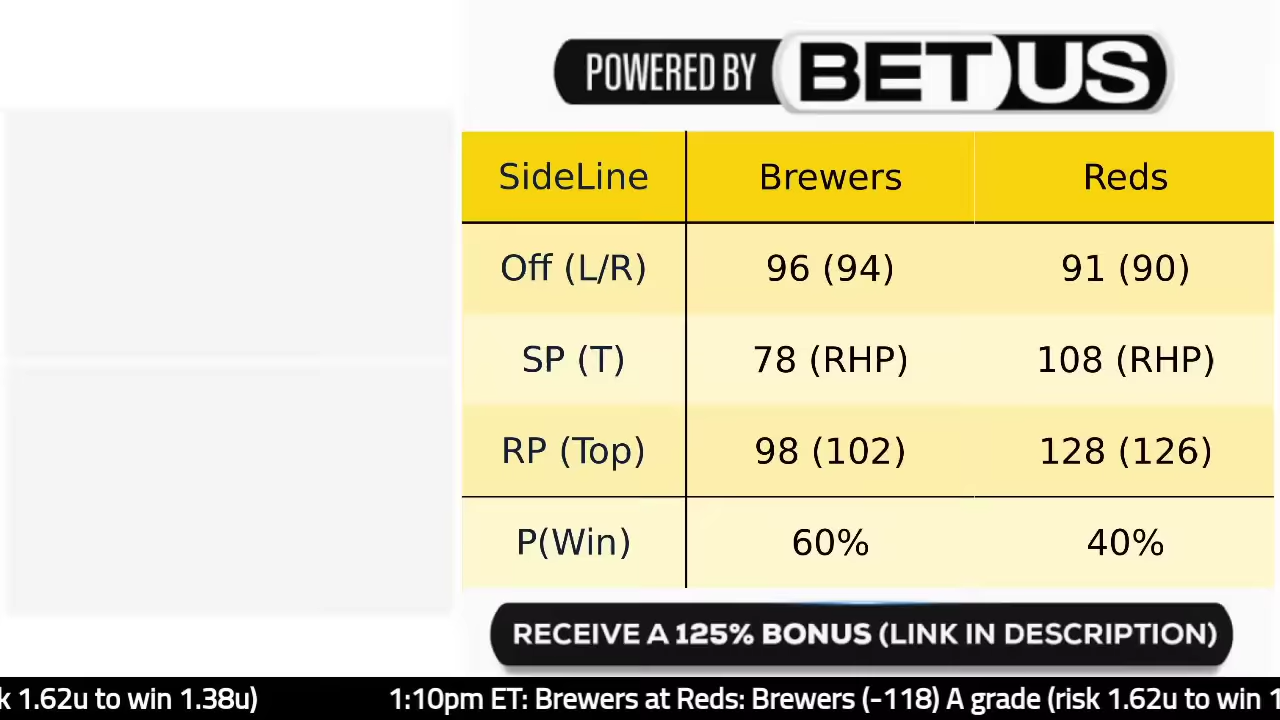 POWERED BY BETUS
SideLine Brewers Reds
Off (L/R) 96 (94) 91 (90)
SP (T) 78 (RHP) 108 (RHP)
RP (Top) 98 (102) 128 (126)
P(Win) 60% 40%
RECEIVE A 125% BONUS (LINK IN DESCRIPTION)
k 1.62u to win 1.38u) 1:10pm ET: Brewers at Reds: Brewers (-118) A grade (risk 1.62u to win 1